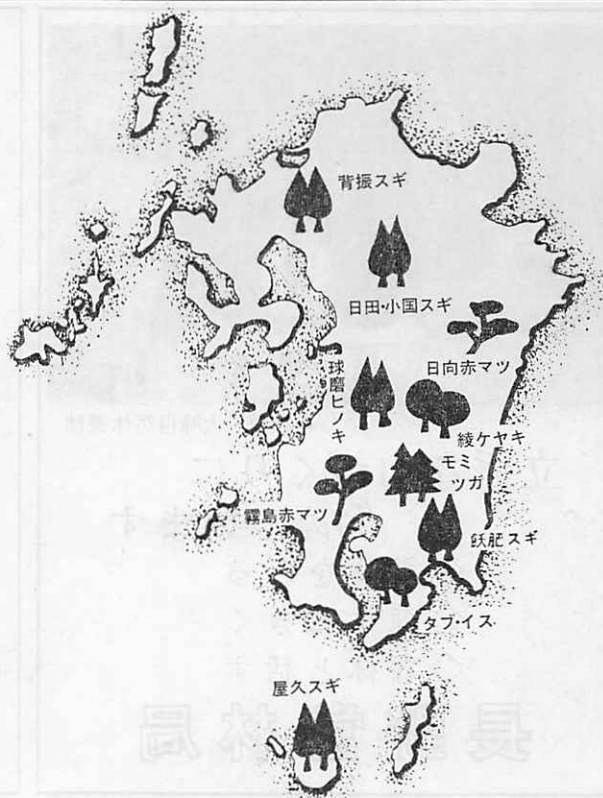 背振スギ
日田・小国スギ
日向赤マツ
球磨ヒノキ
綾ケヤキ
モミ
ツガ
霧島赤マツ
飫肥スギ
タブ・イス
屋久スギ